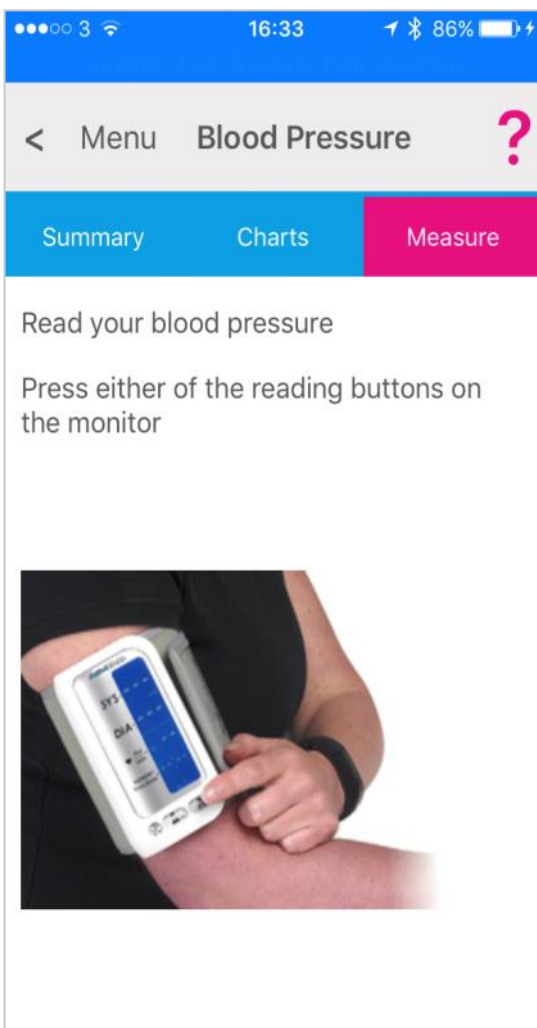 3 16:33 86%
< Menu Blood Pressure ?
Summary Charts Measure
Read your blood pressure
Press either of the reading buttons on
the monitor
SYS
DIA